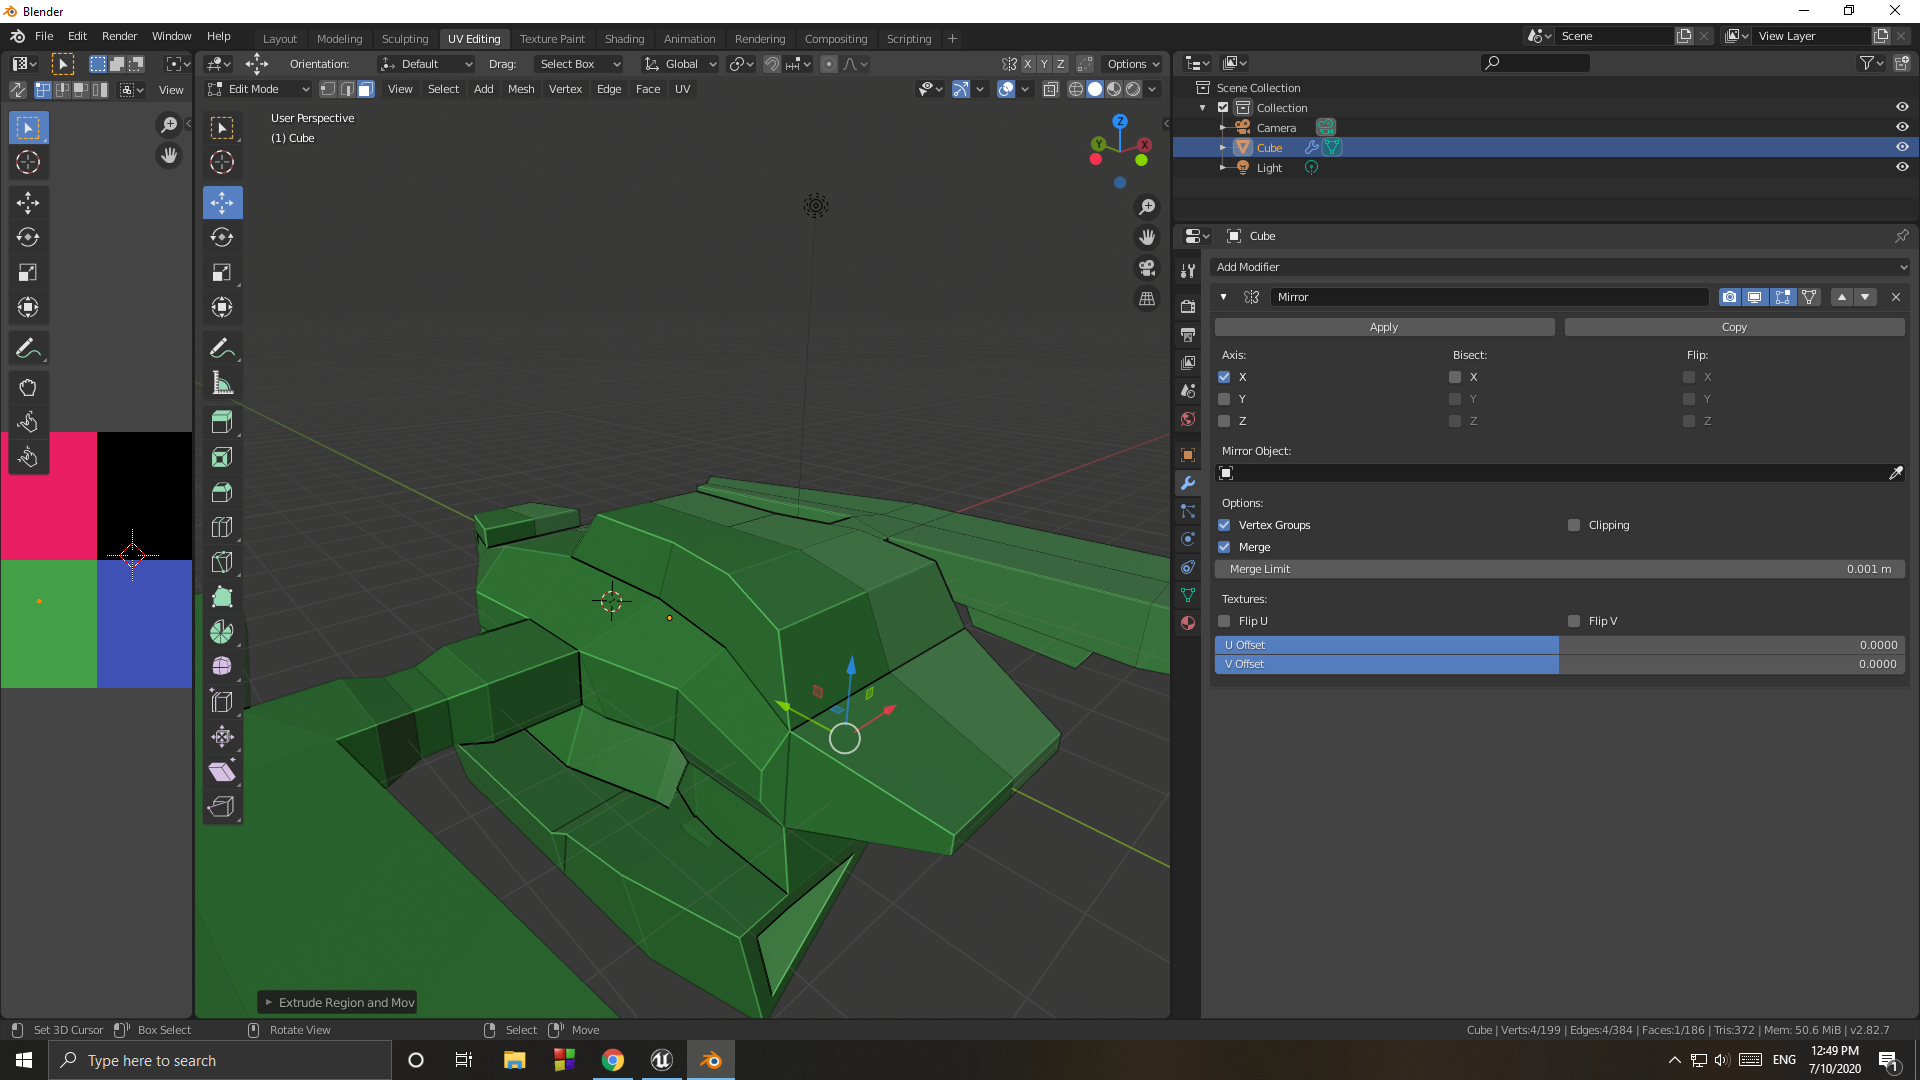 Blender
File Edit Render Window Help
Layout Modeling Sculpting UV Editing Texture Paint Shading Animation Rendering Compositing Scripting +
Scene
View Layer
Orientation: Default Drag: Select Box Global X Y Z Options
View
Edit Mode View Select Add Mesh Vertex Edge Face UV
User Perspective
(1) Cube
Z
Y X
Scene Collection
Collection
Camera
Cube
Light
Cube
Add Modifier
Mirror
Apply Copy
Axis: Bisect: Flip:
X X X
Y Y Y
Z Z Z
Mirror Object:
Options:
Vertex Groups Clipping
Merge
Merge Limit 0.001 m
Textures:
Flip U Flip V
U Offset 0.0000
V Offset 0.0000
Extrude Region and Mov
Set 3D Cursor Box Select Rotate View Select Move
Cube | Verts:4/199 | Edges:4/384 | Faces:1/186 | Tris:372 | Mem: 50.6 MiB | v2.82.7
Type here to search
ENG
12:49 PM
7/10/2020
1